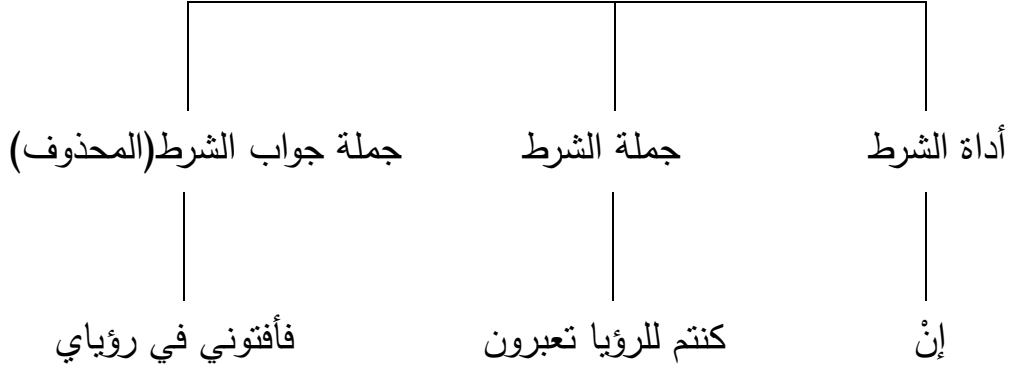 أداة الشرط جملة الشرط جملة جواب الشرط(المحذوف)
إنْ كنتم للرؤيا تعبرون فأفتوني في رؤياي